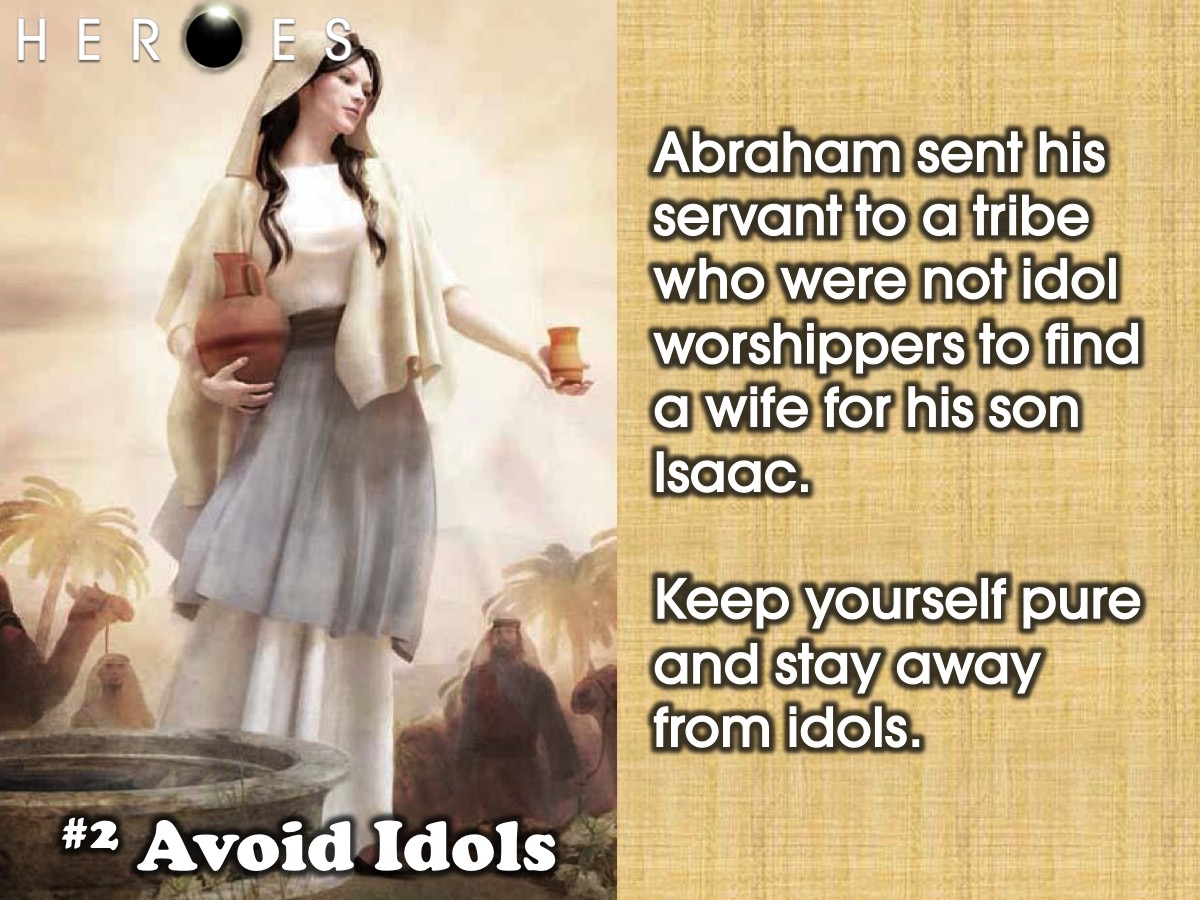 HEROES
Abraham sent his
servant to a tribe
who were not idol
worshippers to find
a wife for his son
Isaac.
Keep yourself pure
and stay away
from idols.
#2 Avoid Idols